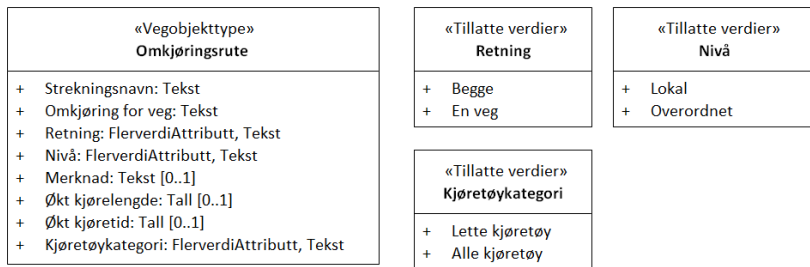 «Vegobjekttype»
Omkjøringsrute
+ Strekningsnavn: Tekst
+ Omkjøring for veg: Tekst
+ Retning: FlerverdiAttributt, Tekst
+ Nivå: FlerverdiAttributt, Tekst
+ Merknad: Tekst [0..1]
+ Økt kjørelengde: Tall [0..1]
+ Økt kjøretid: Tall [0..1]
+ Kjøretøykategori: FlerverdiAttributt, Tekst
«Tillatte verdier»
Retning
+ Begge
+ En veg
«Tillatte verdier»
Nivå
+ Lokal
+ Overordnet
«Tillatte verdier»
Kjøretøykategori
+ Lette kjøretøy
+ Alle kjøretøy